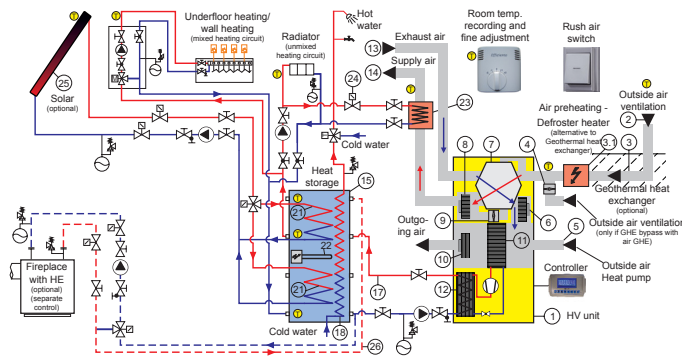 Underfloor heating/
wall heating
(mixed heating circuit)
Radiator
(unmixed
heating circuit)
Hot
water
Exhaust air
13
14
Supply air
Room temp.
recording and
fine adjustment
Rush air
switch
T
T
T
T
T
T
T
25
Solar
(optional)
24
23
Cold water
Air preheating -
Defroster heater
(alternative to
Geothermal heat
exchanger)
Outside air
ventilation
2
3.1
3
4
8
7
Geothermal heat
exchanger
(optional)
Outside air ventilation
(only if GHE bypass with
air GHE)
Heat
storage
15
21
22
21
9
6
5
Outgo-
ing air
10
11
Outside air
Heat pump
Fireplace
with HE
(optional)
(separate
control)
12
17
Controller
Cold water
18
26
1
HV unit